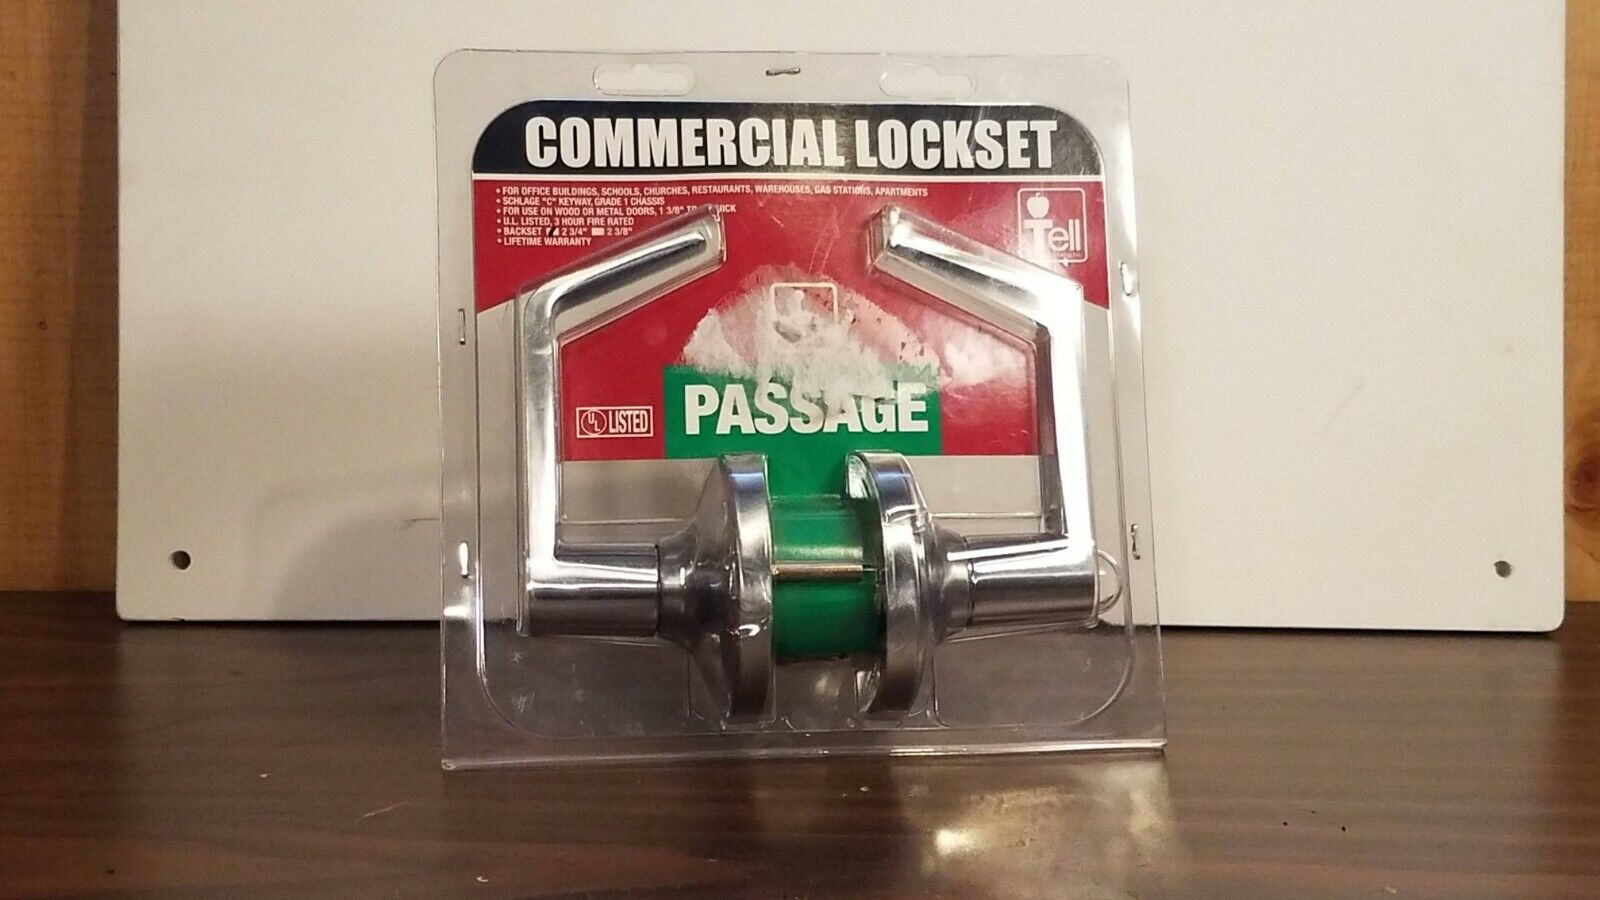 COMMERCIAL LOCKSET
• FOR OFFICE BUILDINGS, SCHOOLS, CHURCHES, RESTAURANTS, WAREHOUSES, GAS STATIONS, APARTMENTS
• SCHLAGE "C" KEYWAY, GRADE 1 CHASSIS
• FOR USE ON WOOD OR METAL DOORS, 1 3/8" THICK
• U.L. LISTED, 3 HOUR FIRE RATED
• BACKSET 2 3/4" 2 3/8"
• LIFETIME WARRANTY
Tell
UL LISTED
PASSAGE